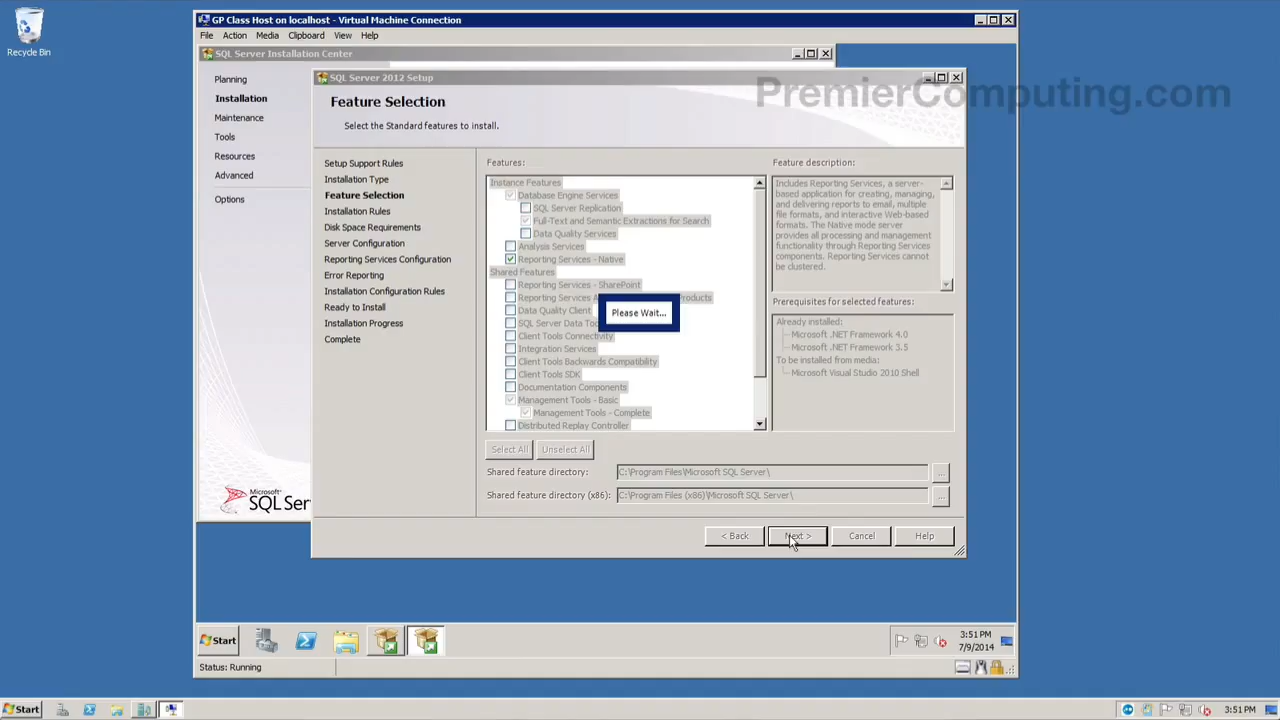 Recycle Bin
GP Class Host on localhost - Virtual Machine Connection
File Action Media Clipboard View Help
SQL Server Installation Center
Planning
Installation
Maintenance
Tools
Resources
Advanced
Options
Microsoft
SQL Ser
SQL Server 2012 Setup
PremierComputing.com
Feature Selection
Select the Standard features to install.
Setup Support Rules
Installation Type
Feature Selection
Installation Rules
Disk Space Requirements
Server Configuration
Reporting Services Configuration
Error Reporting
Installation Configuration Rules
Ready to Install
Installation Progress
Complete
Features:
Instance Features
Database Engine Services
SQL Server Replication
Full-Text and Semantic Extractions for Search
Data Quality Services
Analysis Services
Reporting Services - Native
Shared Features
Reporting Services - SharePoint
Reporting Services A Products
Data Quality Client
SQL Server Data Too
Client Tools Connectivity
Integration Services
Client Tools Backwards Compatibility
Client Tools SDK
Documentation Components
Management Tools - Basic
Management Tools - Complete
Distributed Replay Controller
Please Wait...
Feature description:
Includes Reporting Services, a server-
based application for creating, managing,
and delivering reports to email, multiple
file formats, and interactive Web-based
formats. The Native mode server
provides all processing and management
functionality through Reporting Services
components. Reporting Services cannot
be clustered.
Prerequisites for selected features:
Already installed:
Microsoft .NET Framework 4.0
Microsoft .NET Framework 3.5
To be installed from media:
Microsoft Visual Studio 2010 Shell
Select All Unselect All
Shared feature directory: C:\Program Files\Microsoft SQL Server\ ...
Shared feature directory (x86): C:\Program Files (x86)\Microsoft SQL Server\ ...
< Back Next > Cancel Help
Start
3:51 PM
7/9/2014
Status: Running
Start
3:51 PM